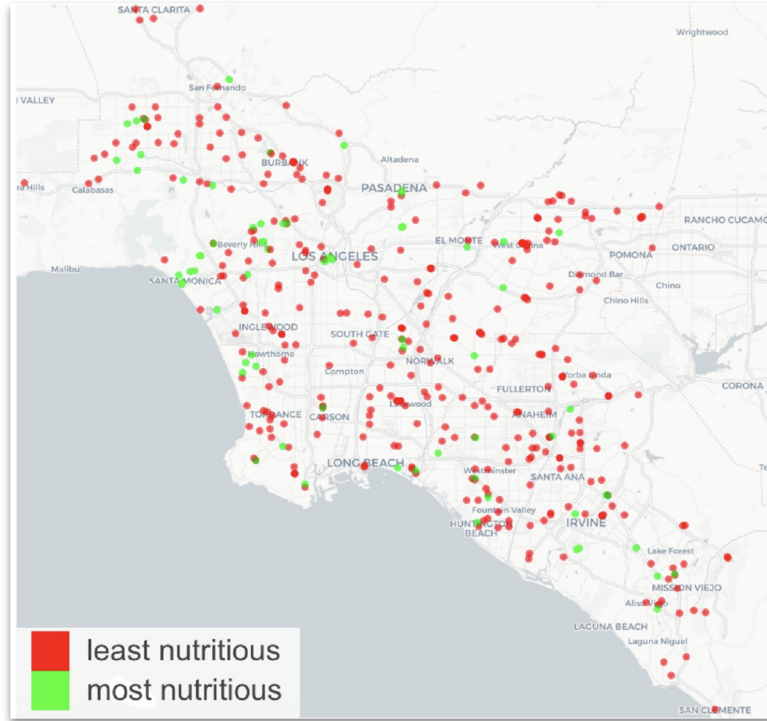 SANTA CLARITA
Wrightwood
San Fernando
VALLEY
Altadena
BURBANK
PASADENA
Calabasas
Hills
RANCHO CUCAMO
EL MONTE
West Covina
Beverly Hills
ONTARIO
LOS ANGELES
POMONA
Malibu
Diamond Bar
SANTA MONICA
Chino
Chino Hills
INGLEWOOD
SOUTH GATE
Hawthorne
NORWALK
Compton
Yorba Linda
CORONA
FULLERTON
Lakewood
TORRANCE
CARSON
ANAHEIM
LONG BEACH
Westminster
SANTA ANA
Fountain Valley
HUNTINGTON
BEACH
IRVINE
Lake Forest
MISSION VIEJO
Aliso Viejo
LAGUNA BEACH
Laguna Niguel
least nutritious
most nutritious
SAN CLEMENTE